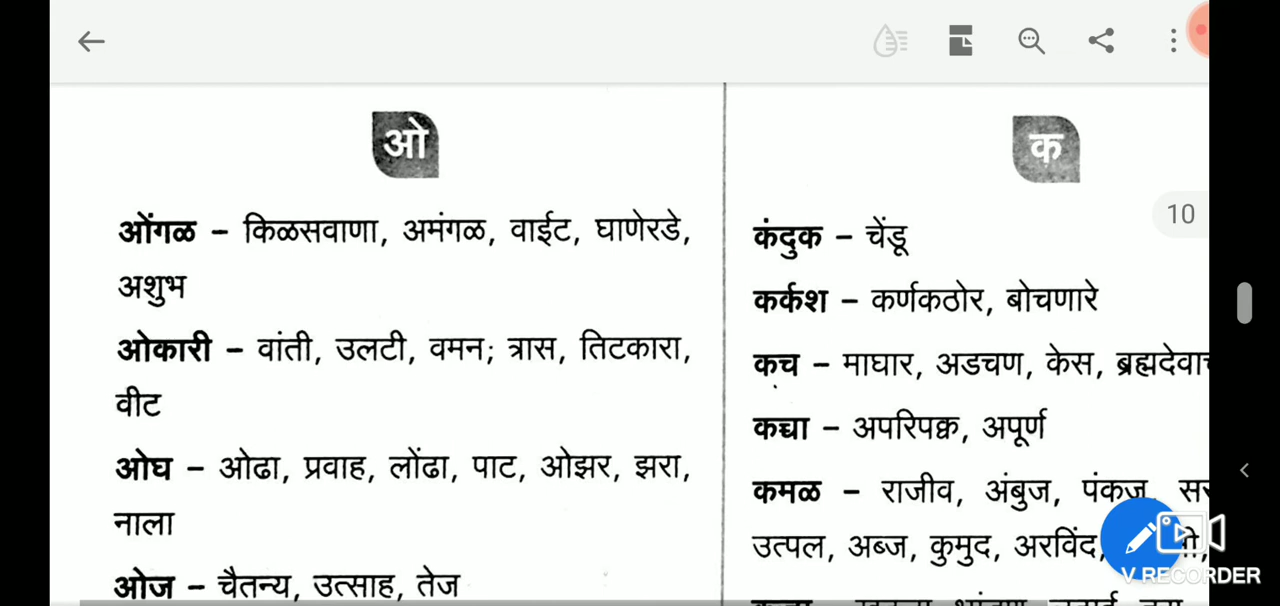 ओ
ओंगळ – किळसवाणा, अमंगळ, वाईट, घाणेरडे,
अशुभ
ओकारी – वांती, उलटी, वमन; त्रास, तिटकारा,
वीट
ओघ – ओढा, प्रवाह, लोंढा, पाट, ओझर, झरा,
नाला
ओज – चैतन्य, उत्साह, तेज
क
10
कंदुक – चेंडू
कर्कश – कर्णकठोर, बोचणारे
कच – माघार, अडचण, केस,
कच्चा – अपरिपक्व, अपूर्ण
कमळ – राजीव, अंबुज, पंकज,
उत्पल, अब्ज, कुमुद, अरविंद,
V RECORDER